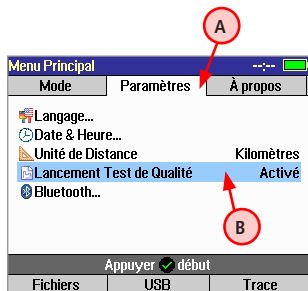 A
Menu Principal --:--
Mode Paramètres À propos
Langage...
Date & Heure...
Unité de Distance Kilomètres
Lancement Test de Qualité Activé
Bluetooth...
B
Appuyer début
Fichiers USB Trace